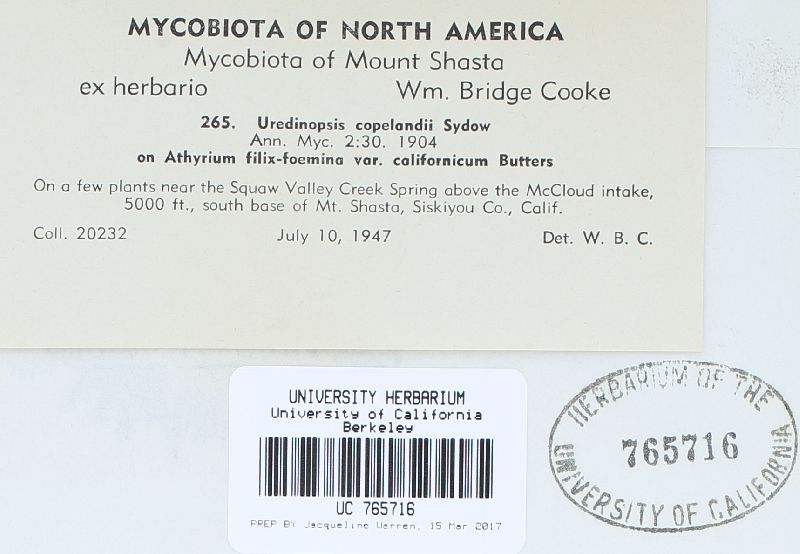 MYCOBIOTA OF NORTH AMERICA
Mycobiota of Mount Shasta
ex herbario Wm. Bridge Cooke
265. Uredinopsis copelandii Sydow
Ann. Myc. 2:30. 1904
on Athyrium filix-foemina var. californicum Butters
On a few plants near the Squaw Valley Creek Spring above the McCloud intake,
5000 ft., south base of Mt. Shasta, Siskiyou Co., Calif.
Coll. 20232 July 10, 1947 Det. W. B. C.
UNIVERSITY HERBARIUM
University of California
Berkeley
UC 765716
PREP BY Jacqueline Warren, 15 Mar 2017
HERBARIUM OF THE
765716
UNIVERSITY OF CALIFORNIA